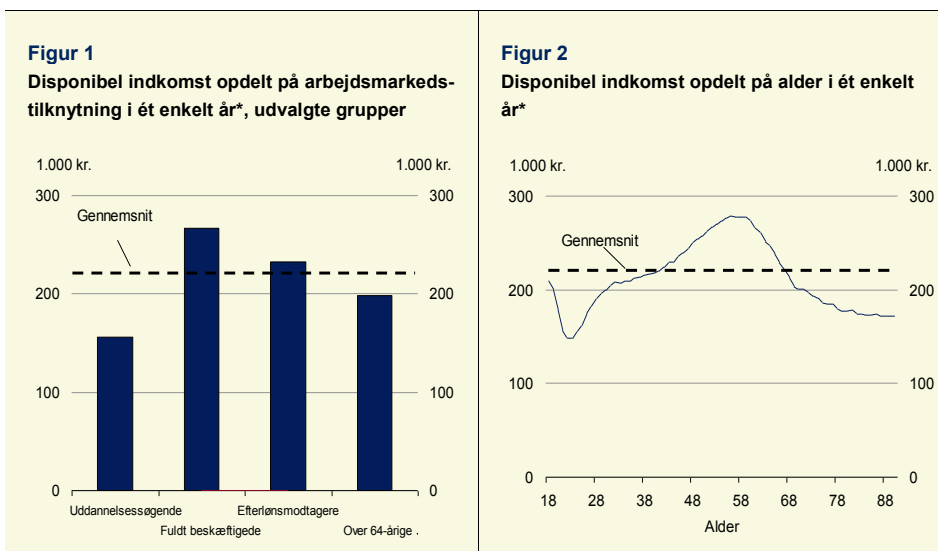 Figur 1
Disponibel indkomst opdelt på arbejdsmarkeds-
tilknytning i ét enkelt år*, udvalgte grupper
1.000 kr.
1.000 kr.
300
300
Gennemsnit
200
200
100
100
0
0
Uddannelsessøgende
Efterlønsmodtagere
Fuldt beskæftigede
Over 64-årige .
Figur 2
Disponibel indkomst opdelt på alder i ét enkelt
år*
1.000 kr.
1.000 kr.
300
300
Gennemsnit
200
200
100
100
0
0
18 28 38 48 58 68 78 88
Alder